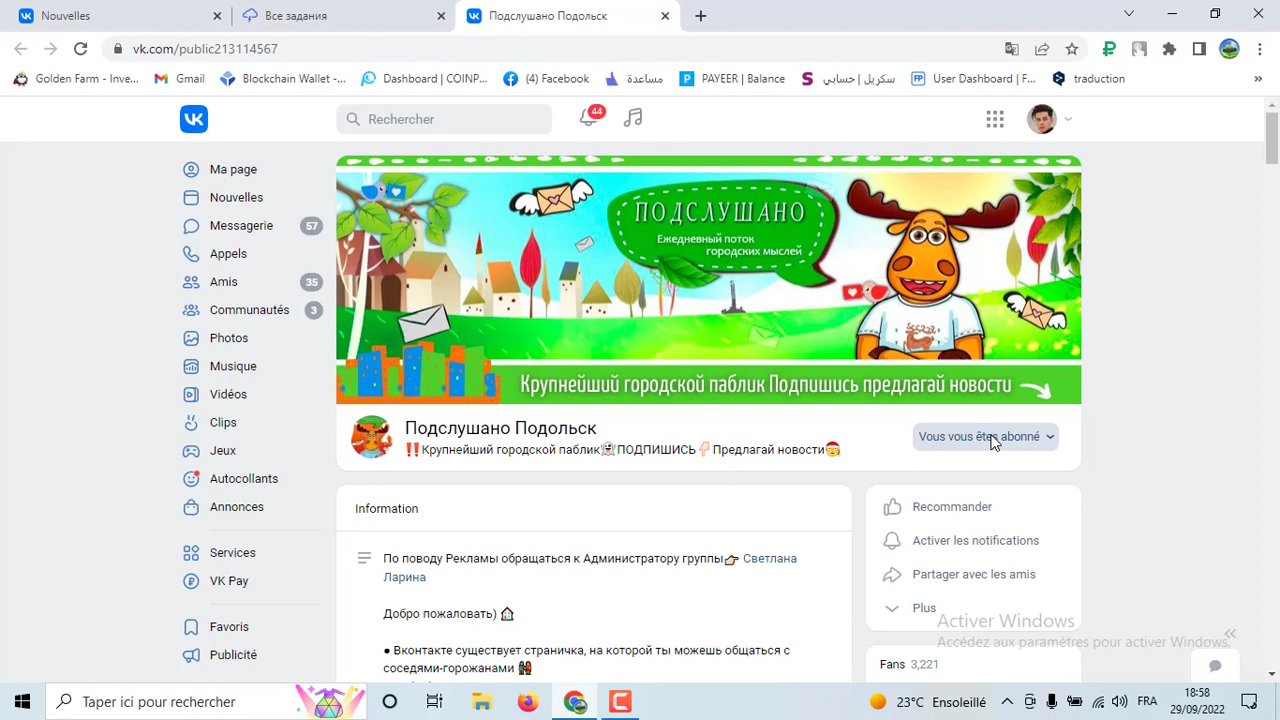 Nouvelles
Все задания
Подслушано Подольск
vk.com/public213114567
Golden Farm - Inve...
Gmail
Blockchain Wallet -...
Dashboard | COINP...
(4) Facebook
مساعدة
PAYEER | Balance
سكريل | حسابي
User Dashboard | F...
traduction
»
Rechercher
44
Ma page
Nouvelles
Messagerie 57
Appels
Amis 35
Communautés 3
Photos
Musique
Vidéos
Clips
Jeux
Autocollants
Annonces
Services
VK Pay
Favoris
Publicité
ПОДСЛУШАНО
Ежедневный поток
городских мыслей
Крупнейший городской паблик Подпишись предлагай новости
Подслушано Подольск
‼️Крупнейший городской паблик👻ПОДПИШИСЬ👇🏻Предлагай новости🎅
Vous vous êtes abonné
Information
По поводу Рекламы обращаться к Администратору группы👉 Светлана
Ларина
Добро пожаловать) 🏠
● Вконтакте существует страничка, на которой ты можешь общаться с
соседями-горожанами 👫
Recommander
Activer les notifications
Partager avec les amis
Plus
Fans 3,221
Activer Windows
Accédez aux paramètres pour activer Windows.
Taper ici pour rechercher
23°C Ensoleillé
FRA
18:58
29/09/2022